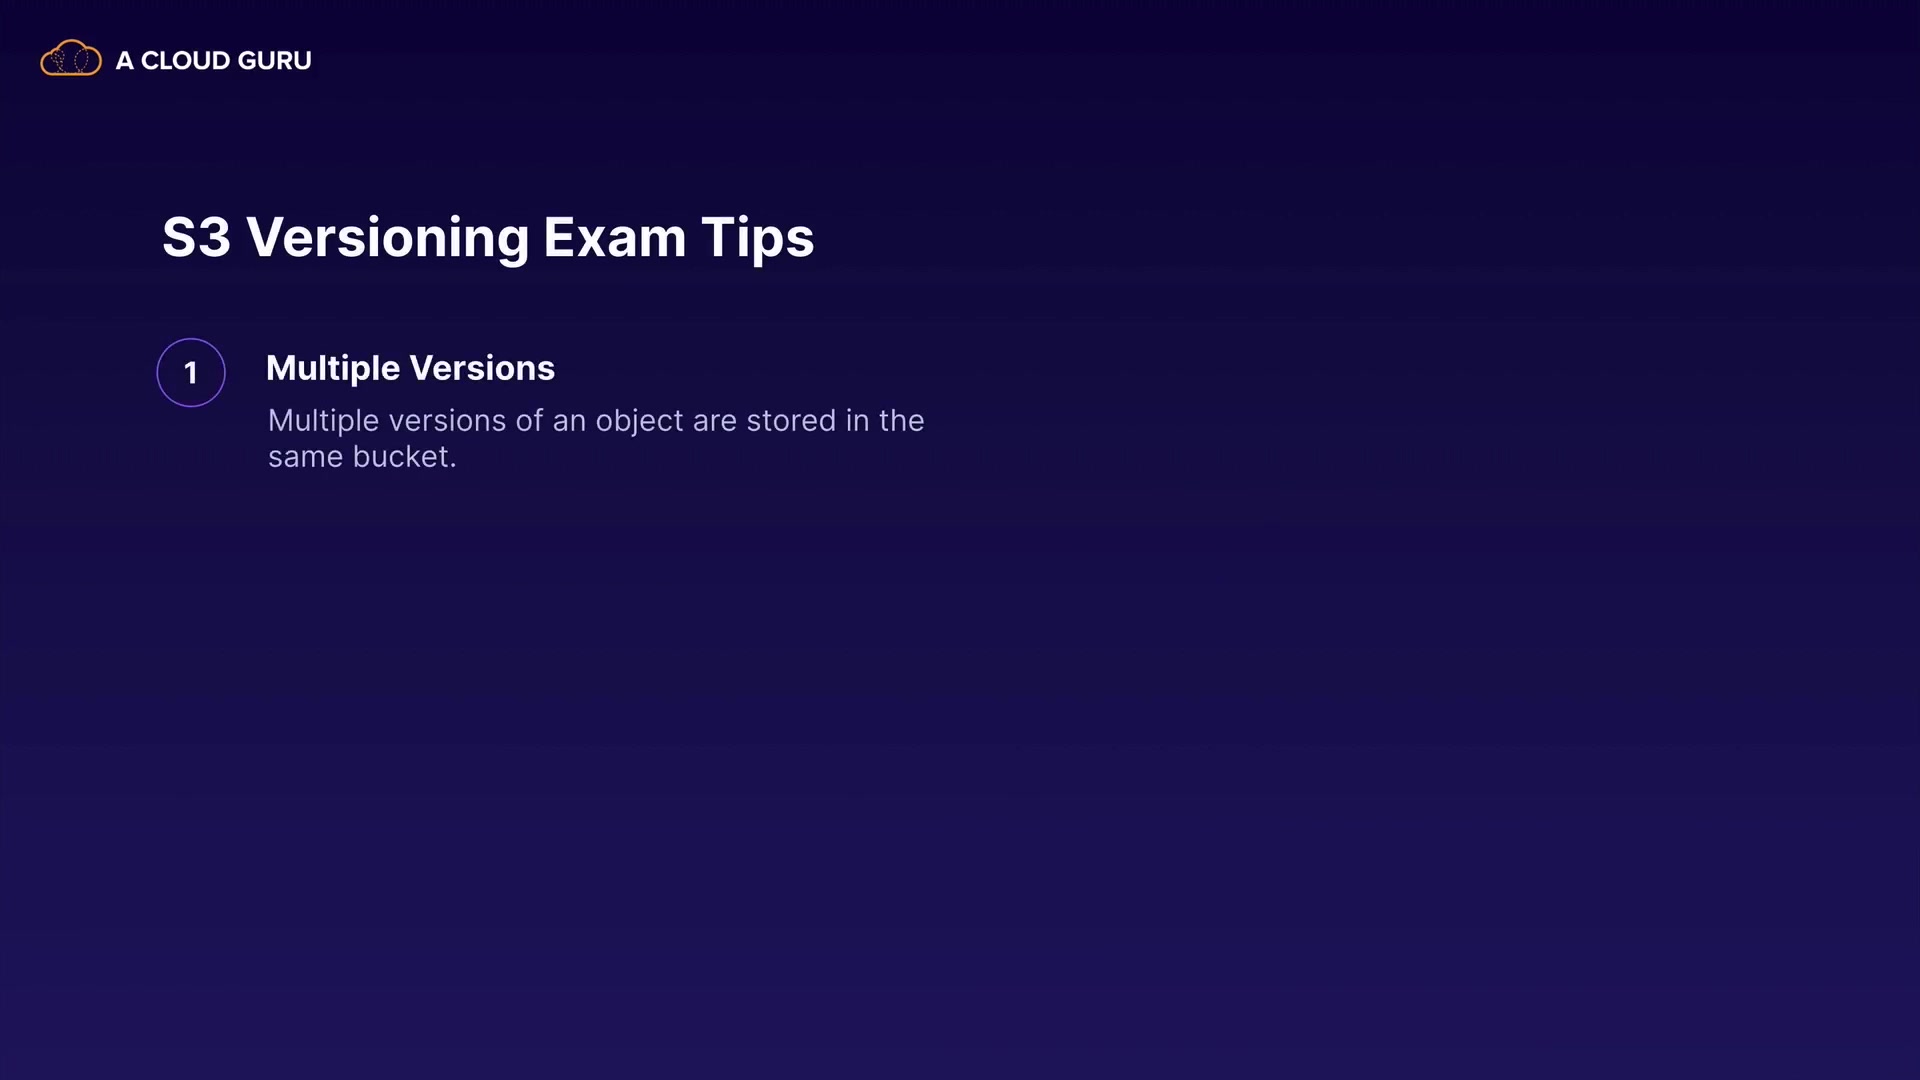 A CLOUD GURU
S3 Versioning Exam Tips
1
Multiple Versions
Multiple versions of an object are stored in the
same bucket.